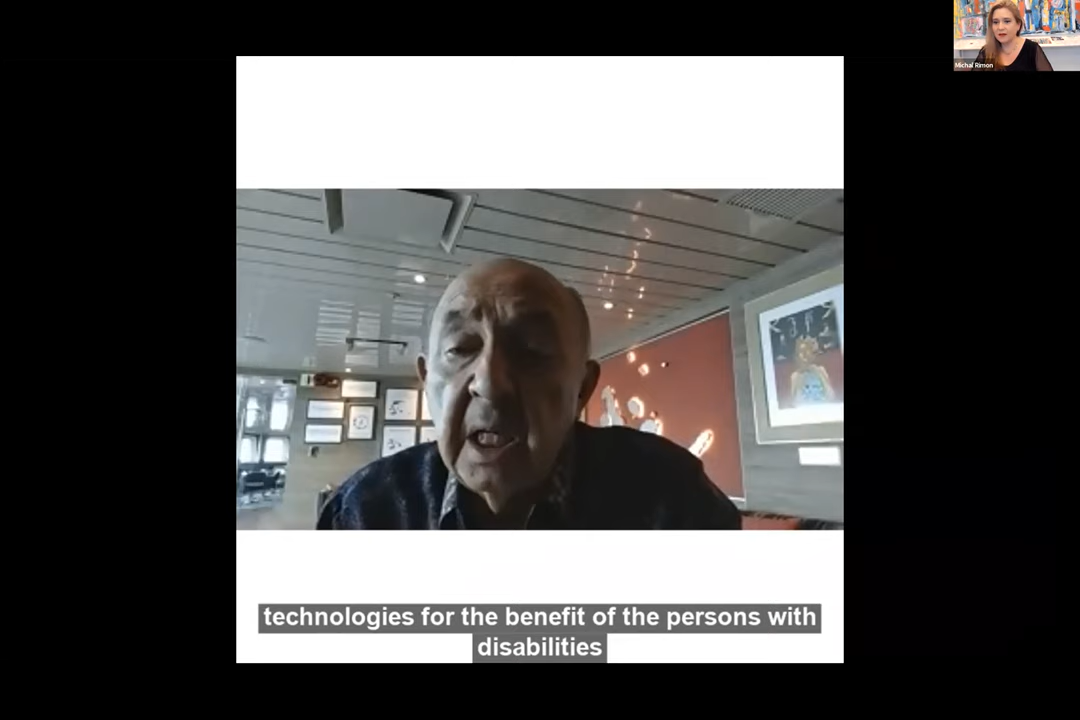 Michal Rimon
technologies for the benefit of the persons with
disabilities